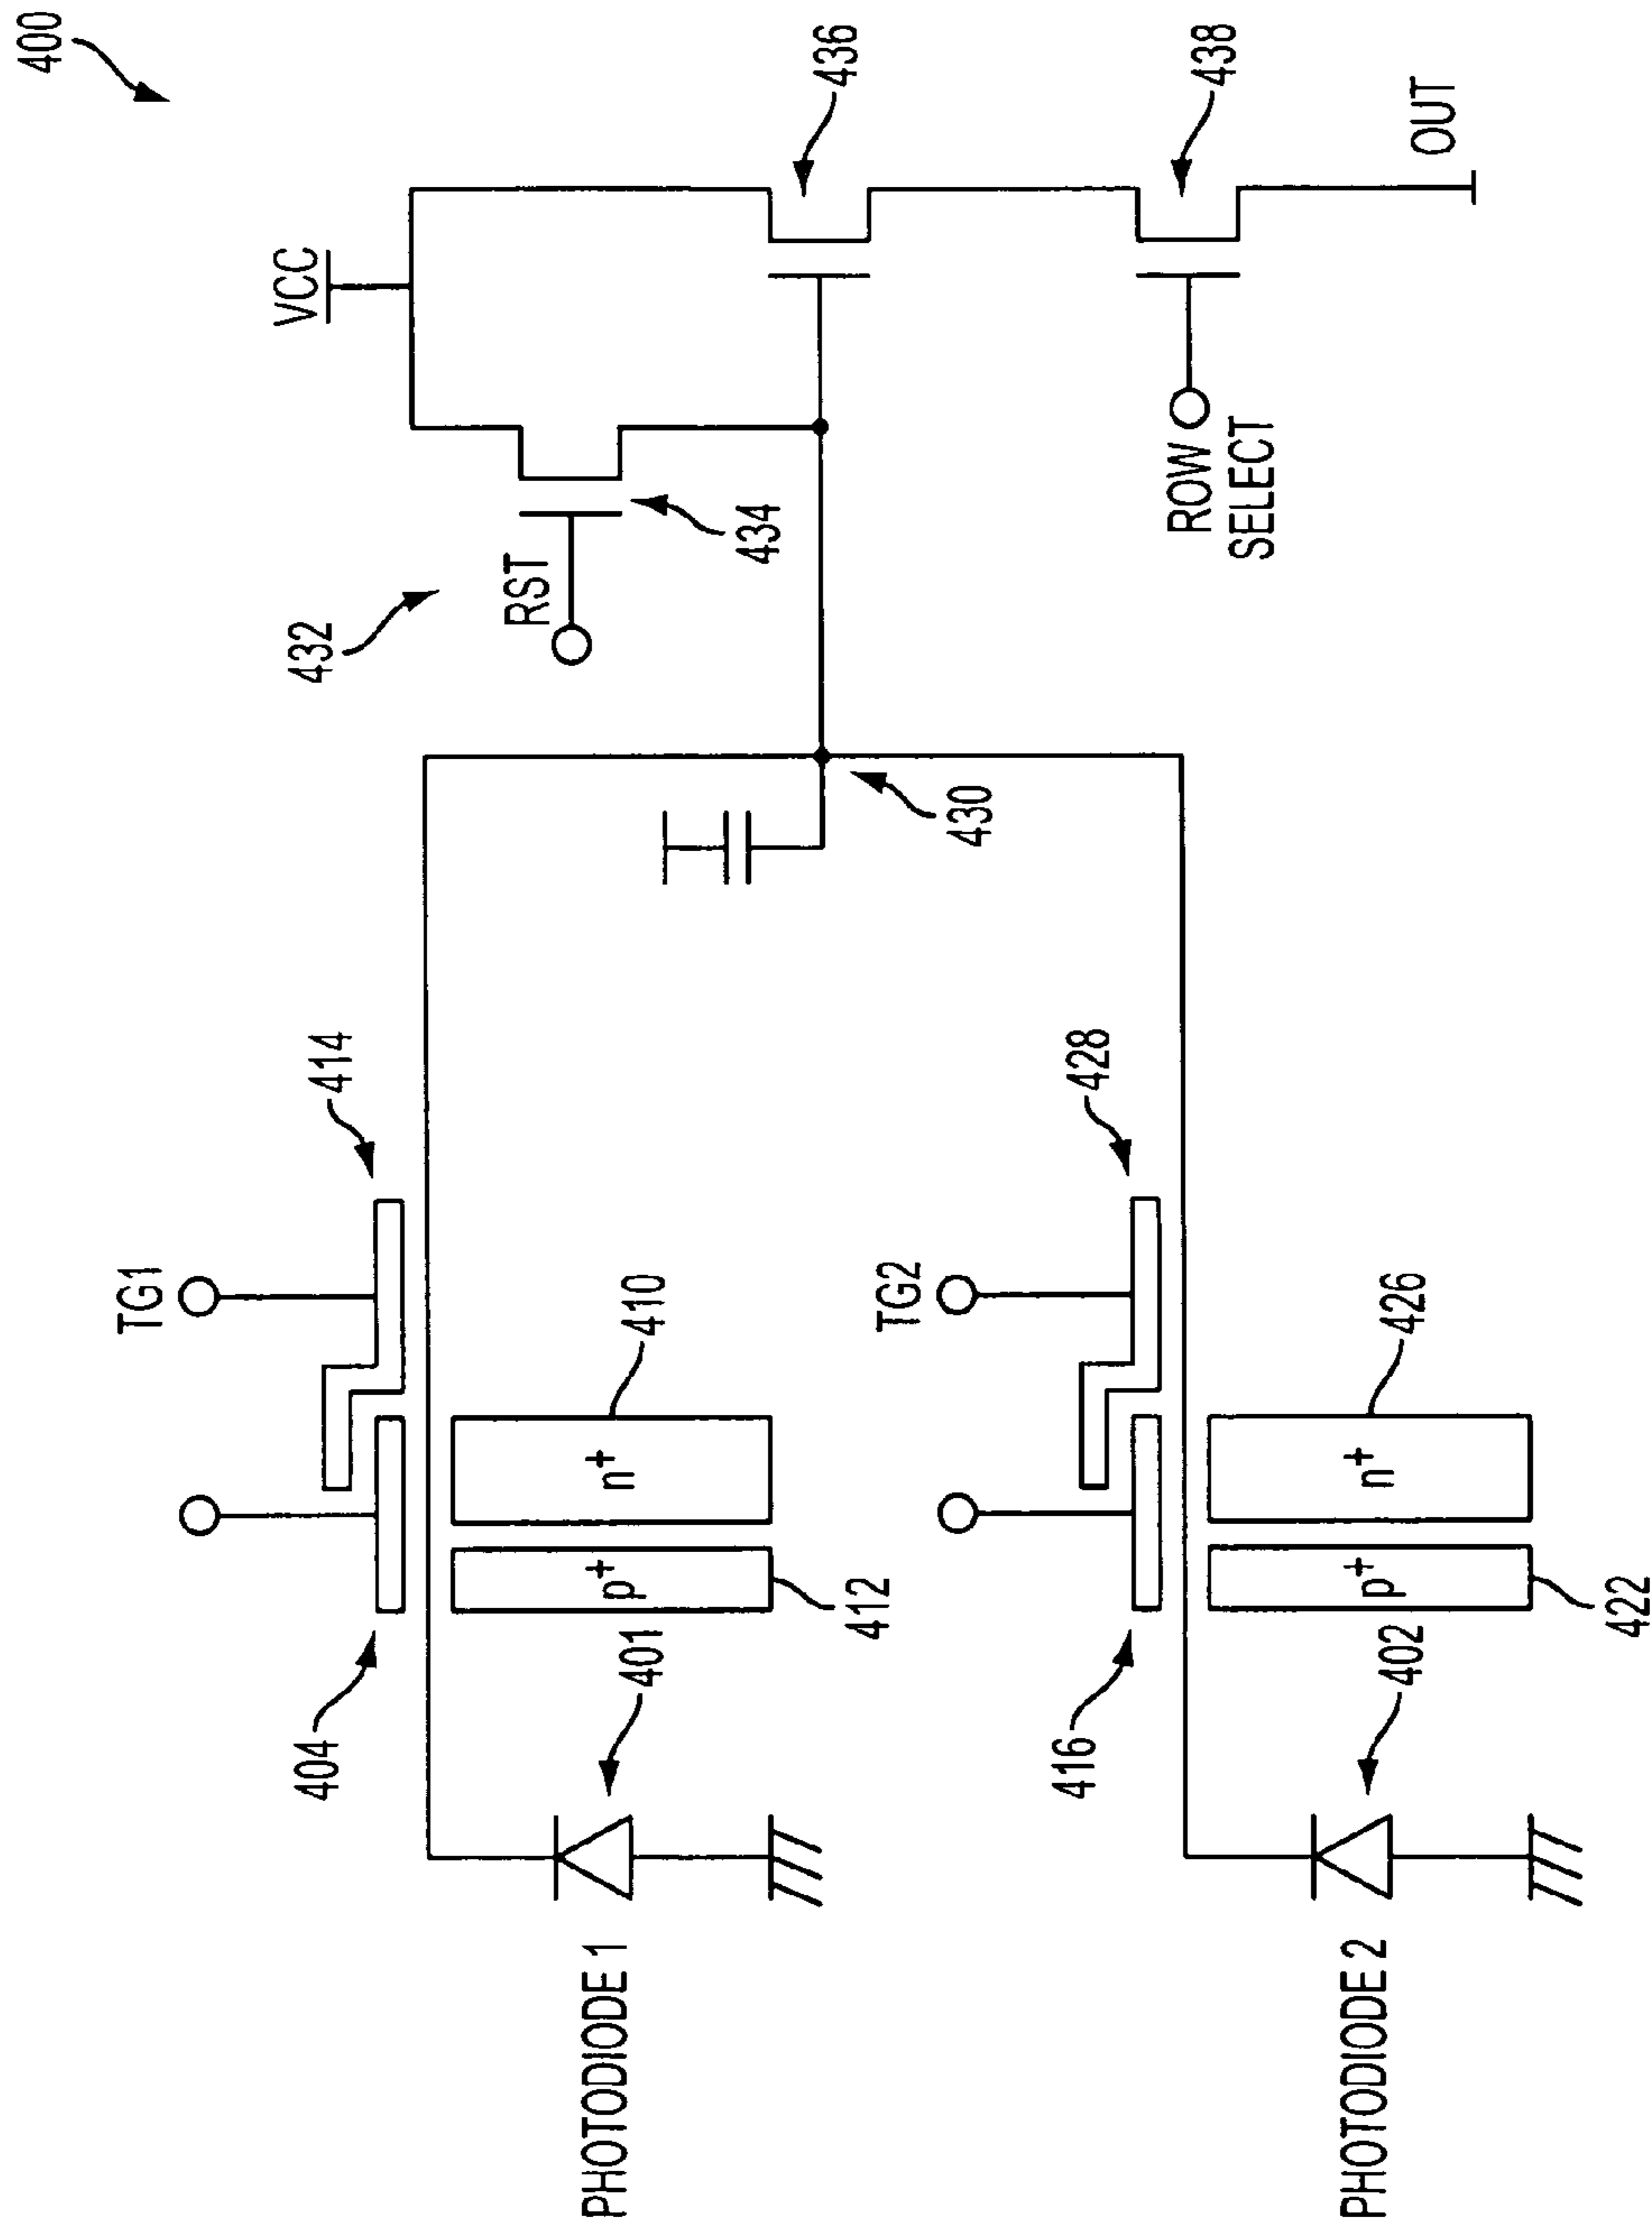 400
VCC
436
438
OUT
432
RST
434
ROW
SELECT
430
414
428
TG1
TG2
410
426
n+
n+
p+
p+
412
422
404
401
416
402
PHOTODIODE 1
PHOTODIODE 2